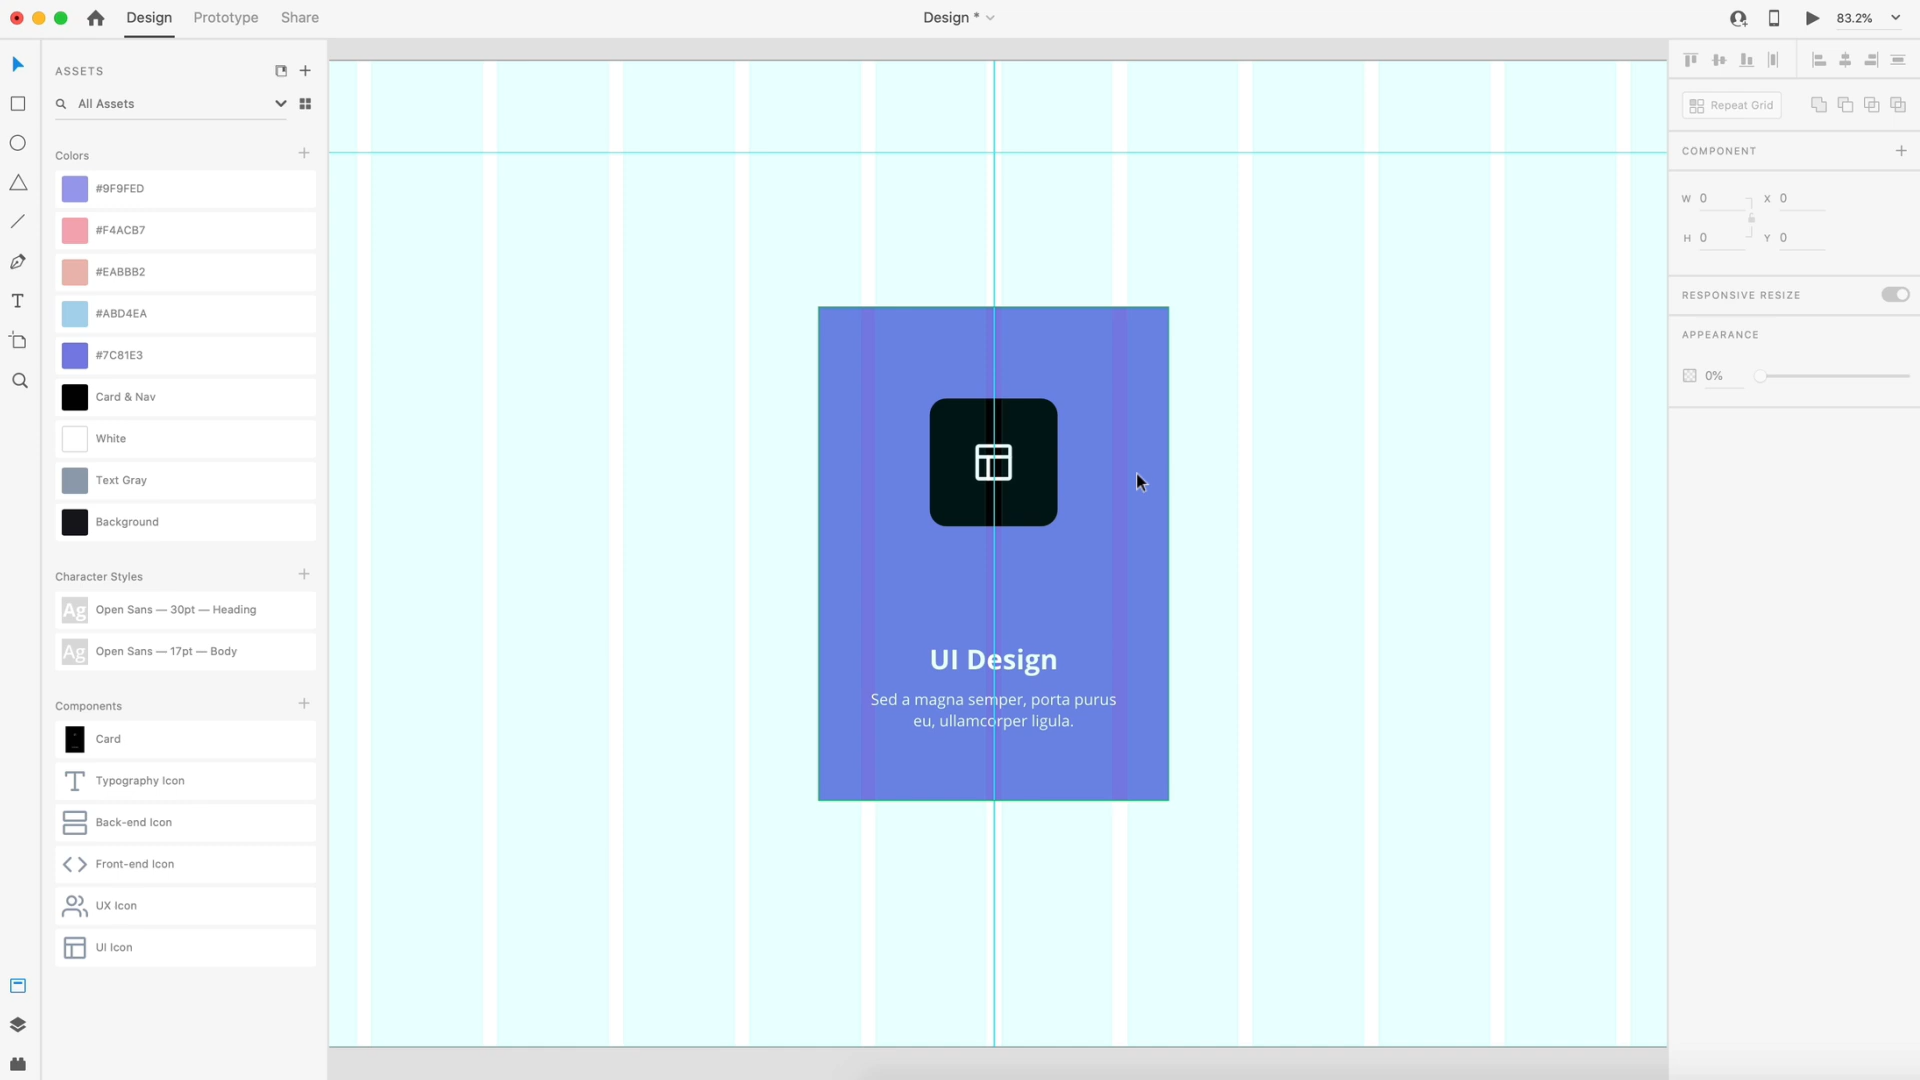 Design
Prototype
Share
Design *
83.2%
ASSETS
All Assets
Colors
#9F9FED
#F4ACB7
#EABBB2
#ABD4EA
#7C81E3
Card & Nav
White
Text Gray
Background
Character Styles
Ag Open Sans — 30pt — Heading
Ag Open Sans — 17pt — Body
Components
Card
Typography Icon
Back-end Icon
Front-end Icon
UX Icon
UI Icon
UI Design
Sed a magna semper, porta purus
eu, ullamcorper ligula.
Repeat Grid
COMPONENT
W 0 X 0
H 0 Y 0
RESPONSIVE RESIZE
APPEARANCE
0%